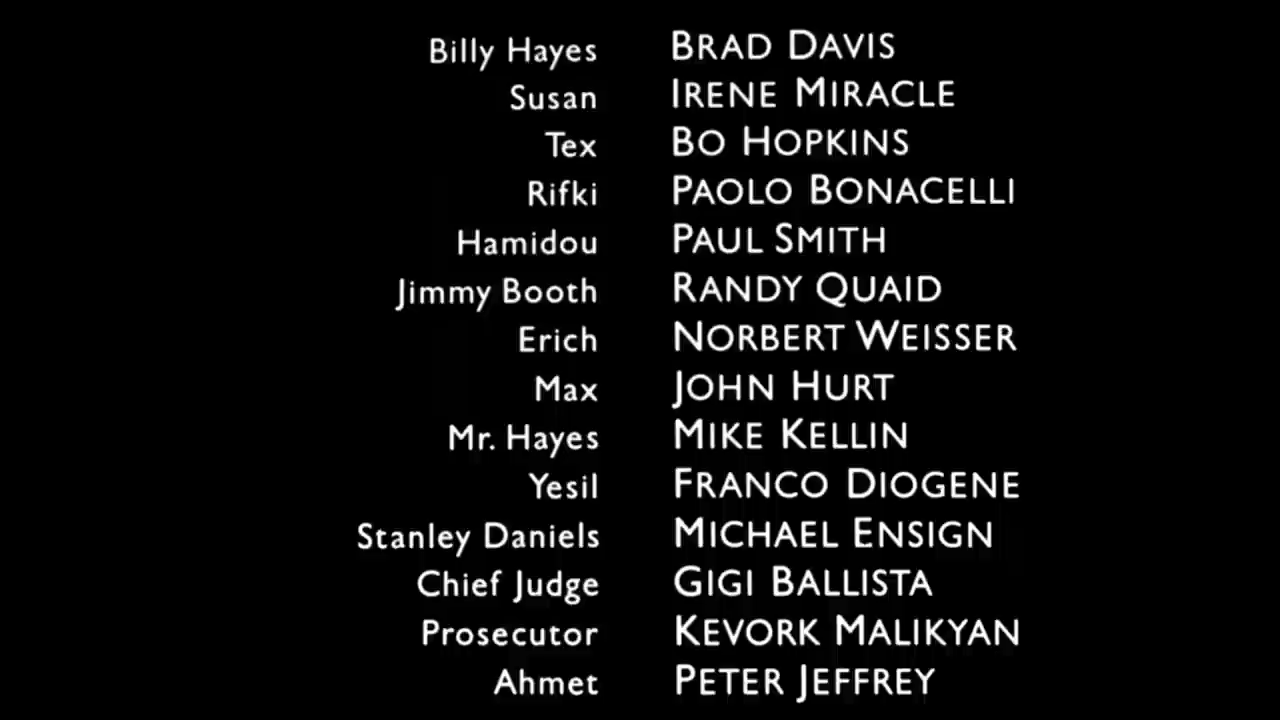 Billy Hayes BRAD DAVIS
Susan IRENE MIRACLE
Tex BO HOPKINS
Rifki PAOLO BONACELLI
Hamidou PAUL SMITH
Jimmy Booth RANDY QUAID
Erich NORBERT WEISSER
Max JOHN HURT
Mr. Hayes MIKE KELLIN
Yesil FRANCO DIOGENE
Stanley Daniels MICHAEL ENSIGN
Chief Judge GIGI BALLISTA
Prosecutor KEVORK MALIKYAN
Ahmet PETER JEFFREY